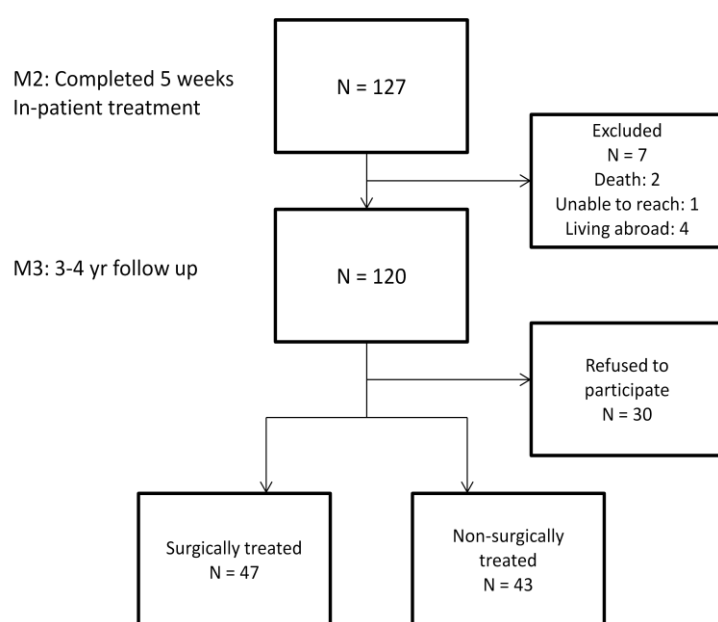 M2: Completed 5 weeks
In-patient treatment
N = 127
Excluded
N = 7
Death: 2
Unable to reach: 1
Living abroad: 4
M3: 3-4 yr follow up
N = 120
Refused to
participate
N = 30
Surgically treated
N = 47
Non-surgically
treated
N = 43